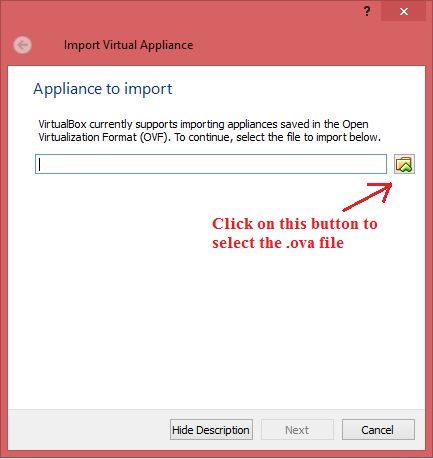 ?
Import Virtual Appliance
Appliance to import
VirtualBox currently supports importing appliances saved in the Open
Virtualization Format (OVF). To continue, select the file to import below.
Click on this button to
select the .ova file
Hide Description
Next
Cancel